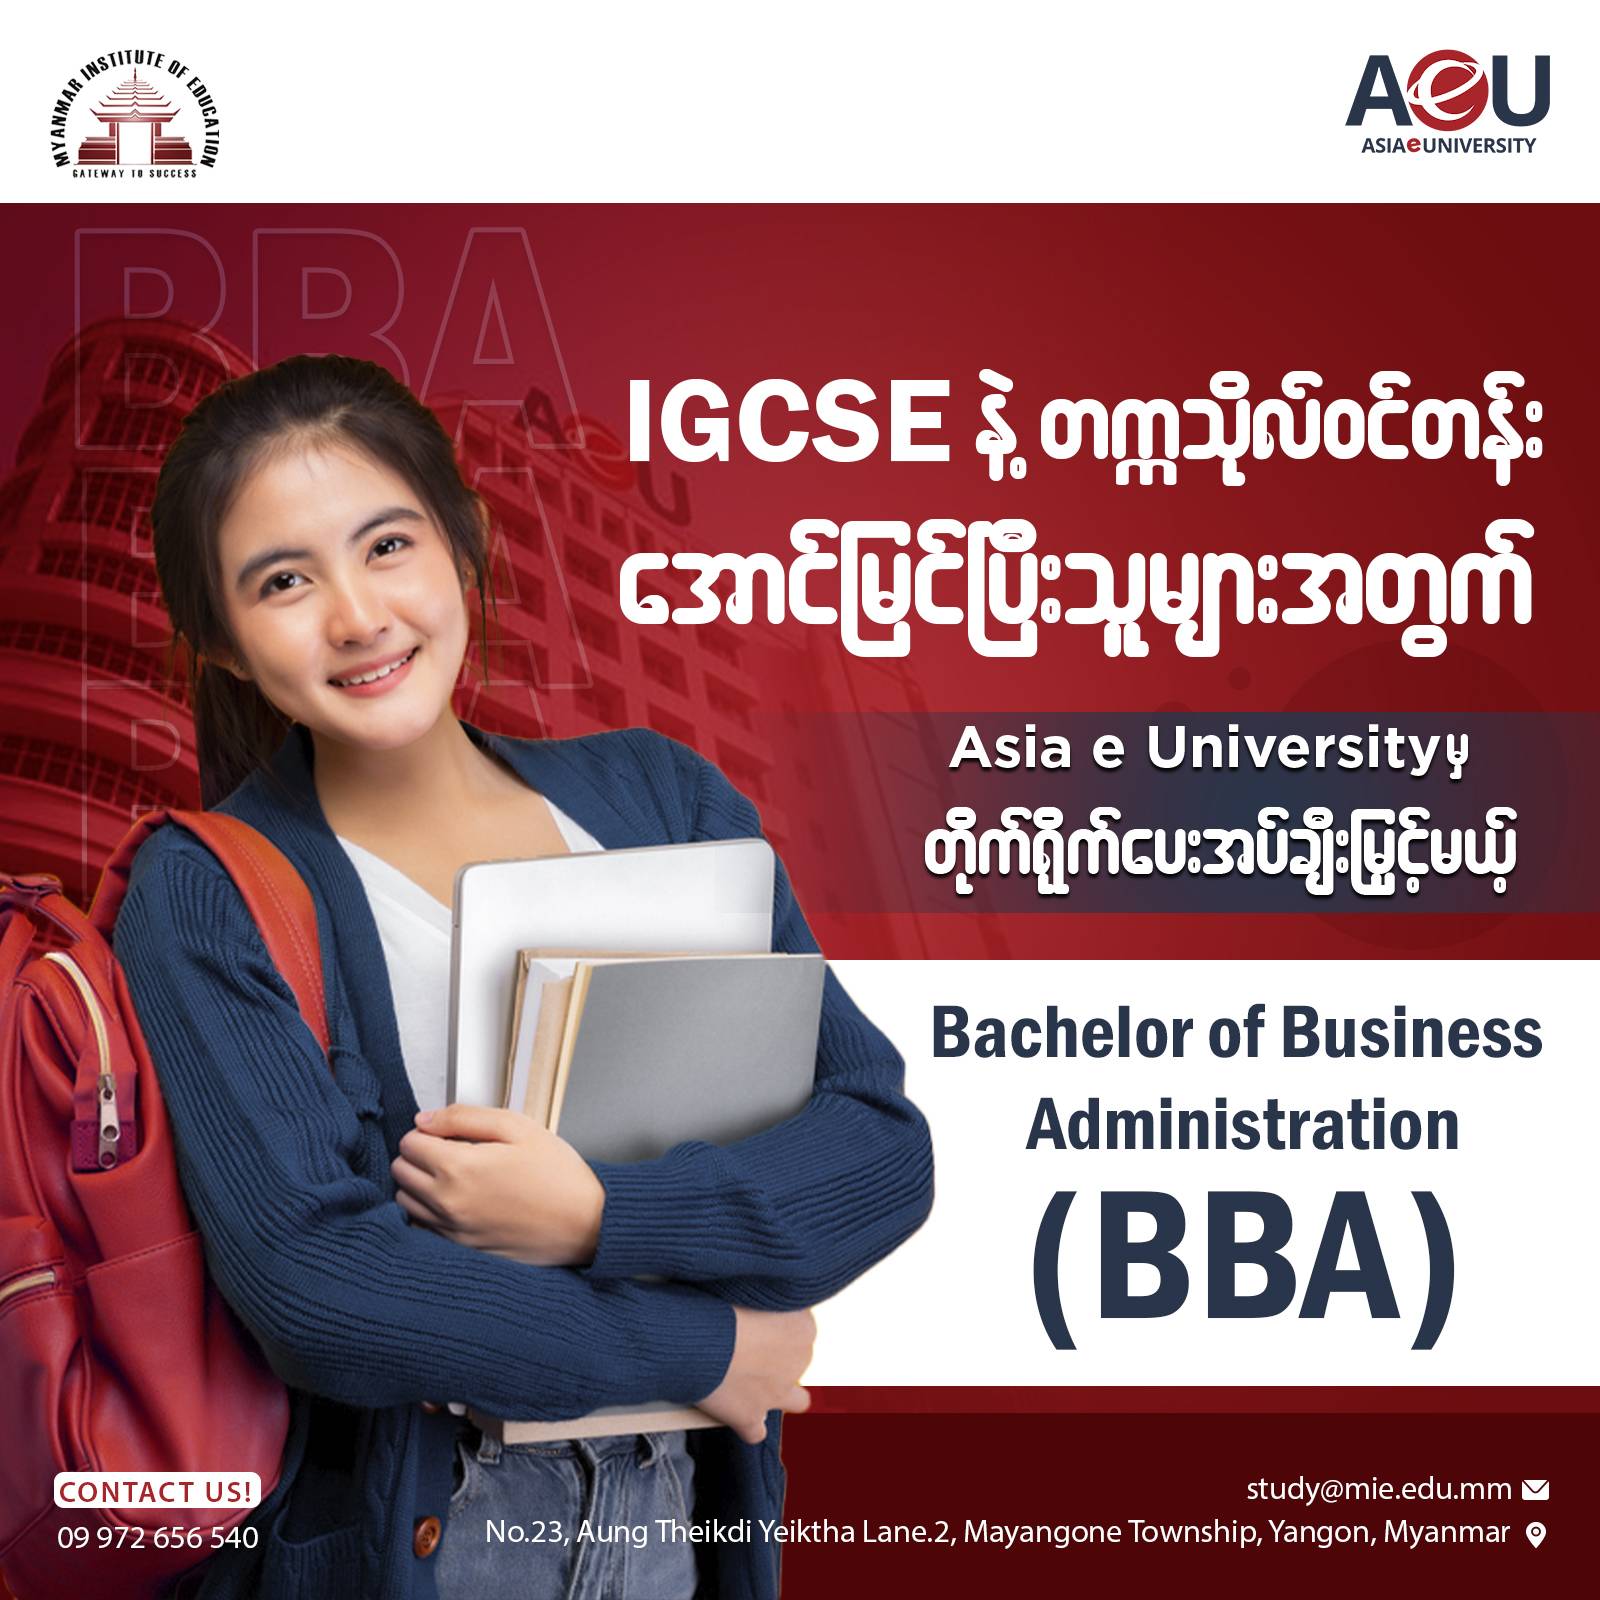 MYANMAR INSTITUTE OF EDUCATION
GATEWAY TO SUCCESS
AeU
ASIAeUNIVERSITY
BBA
IGCSE နဲ့ တက္ကသိုလ်ဝင်တန်း
အောင်မြင်ပြီးသူများအတွက်
Asia e Universityမှ
တိုက်ရိုက်ပေးအပ်ချီးမြှင့်မယ့်
Bachelor of Business
Administration
(BBA)
CONTACT US!
09 972 656 540
study@mie.edu.mm
No.23, Aung Theikdi Yeiktha Lane.2, Mayangone Township, Yangon, Myanmar